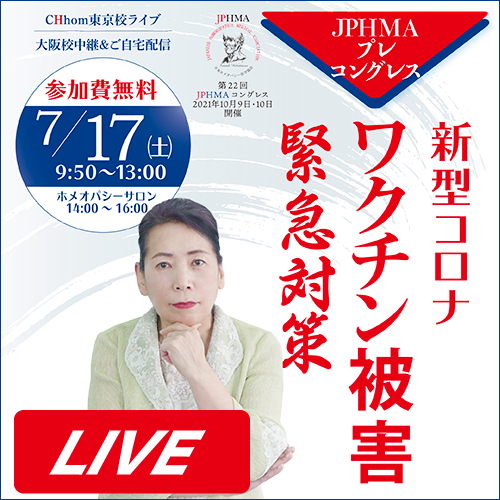 CHhom東京校ライブ
大阪校中継&ご自宅配信
参加費無料
7/17(土)
9:50〜13:00
ホメオパシーサロン
14:00〜16:00
JPHMA
第22回
JPHMAコングレス
2021年10月9日・10日
開催
JPHMA
プレ
コングレス
新型コロナ
ワクチン被害
緊急対策
LIVE